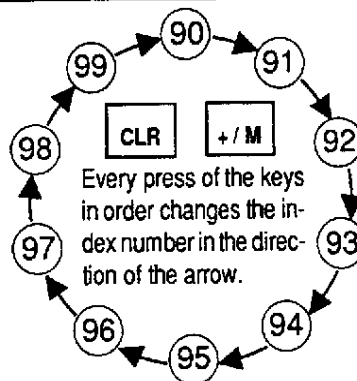 90
99 91
CLR +/M
98 92
Every press of the keys
in order changes the in-
dex number in the direc-
tion of the arrow.
97 93
96 94
95